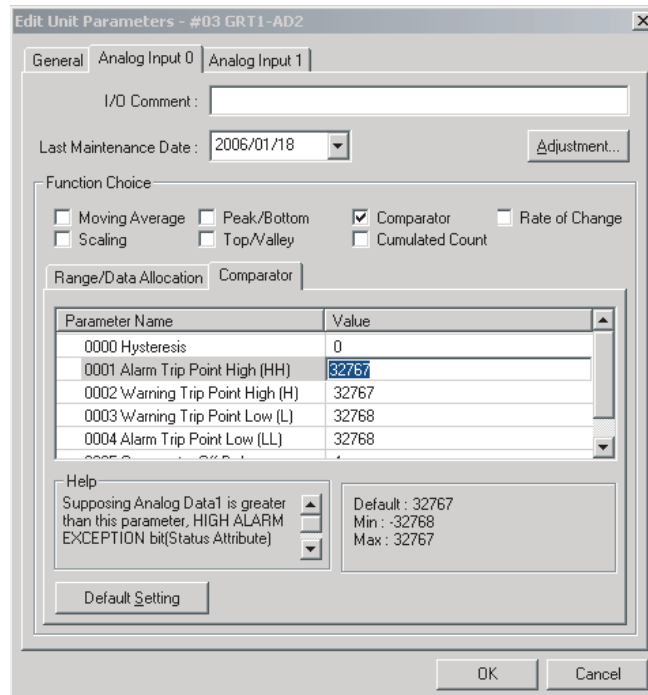 Edit Unit Parameters - #03 GRT1-AD2
General Analog Input 0 Analog Input 1
I/O Comment :
Last Maintenance Date : 2006/01/18 Adjustment...
Function Choice
Moving Average Peak/Bottom Comparator Rate of Change
Scaling Top/Valley Cumulated Count
Range/Data Allocation Comparator
Parameter Name Value
0000 Hysteresis 0
0001 Alarm Trip Point High (HH) 32767
0002 Warning Trip Point High (H) 32767
0003 Warning Trip Point Low (L) 32768
0004 Alarm Trip Point Low (LL) 32768
Help
Supposing Analog Data1 is greater
than this parameter, HIGH ALARM
EXCEPTION bit(Status Attribute)
Default : 32767
Min : -32768
Max : 32767
Default Setting
OK Cancel